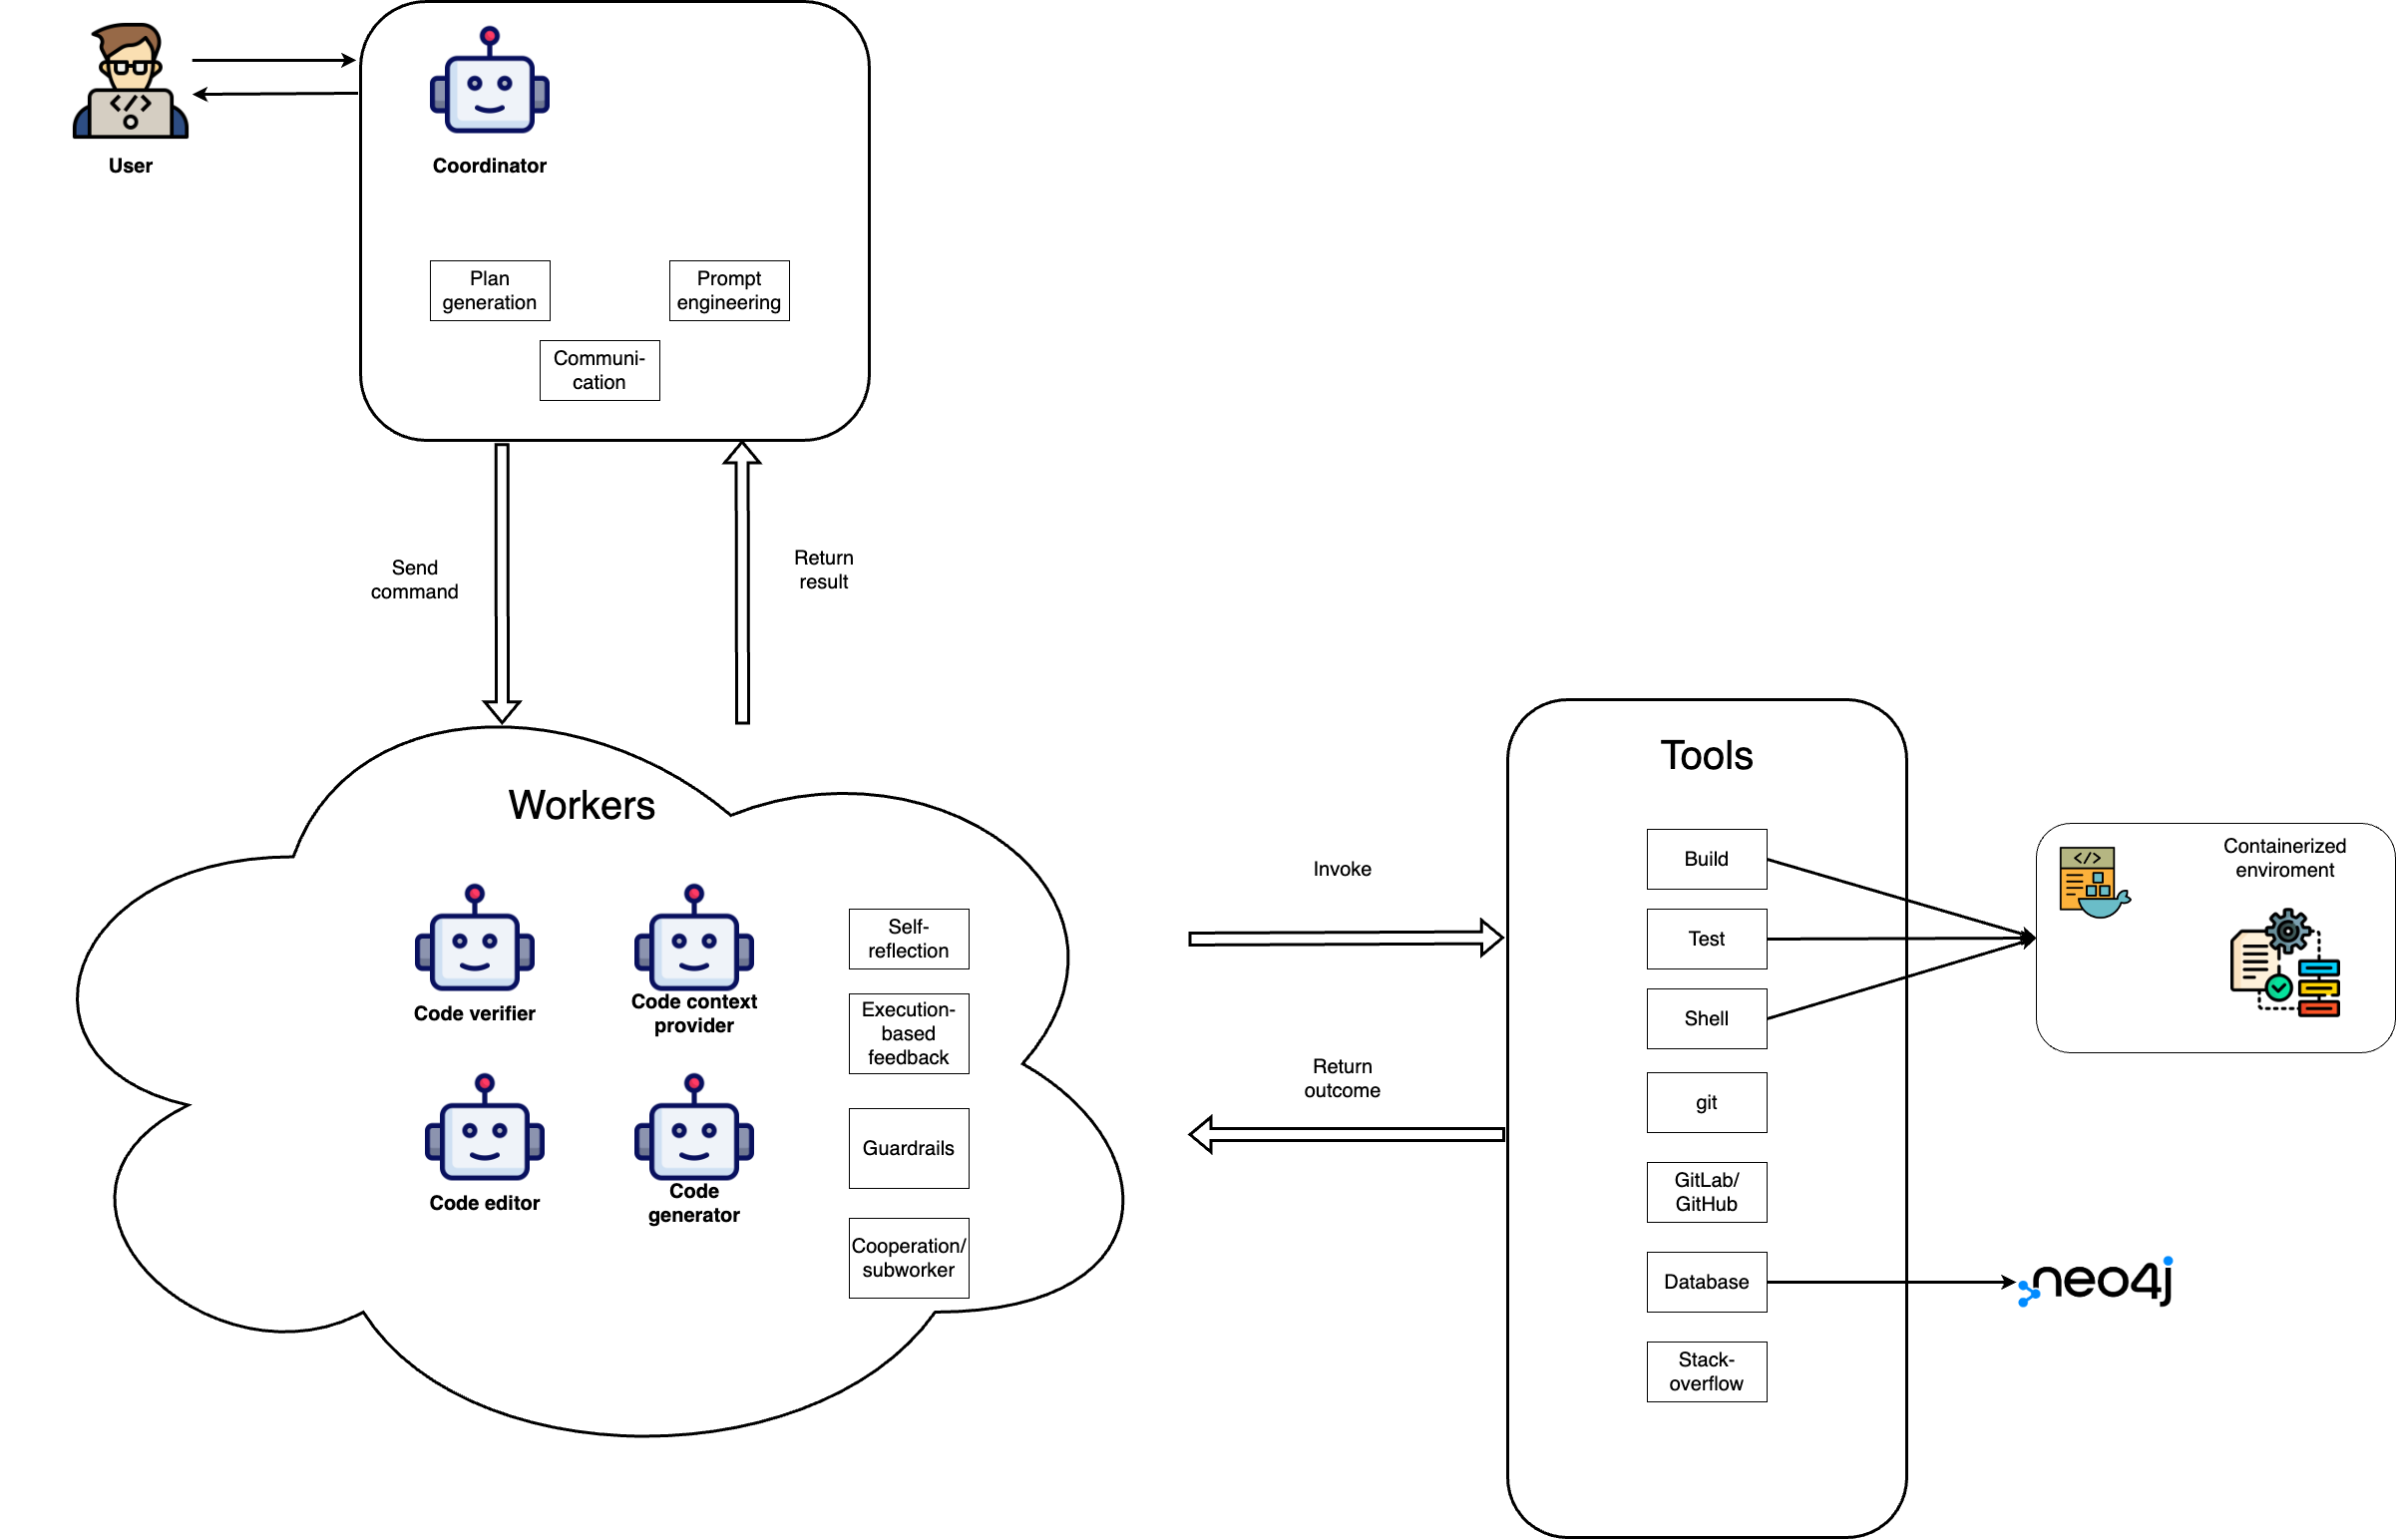 User
</>
Coordinator
Plan
generation
Prompt
engineering
Communi-
cation
Send
command
Return
result
Workers
Code verifier
Code context
provider
Code editor
Code
generator
Self-
reflection
Execution-
based
feedback
Guardrails
Cooperation/
subworker
Invoke
Return
outcome
Tools
Build
Test
Shell
git
GitLab/
GitHub
Database
Stack-
overflow
</>
Containerized
enviroment
neo4j